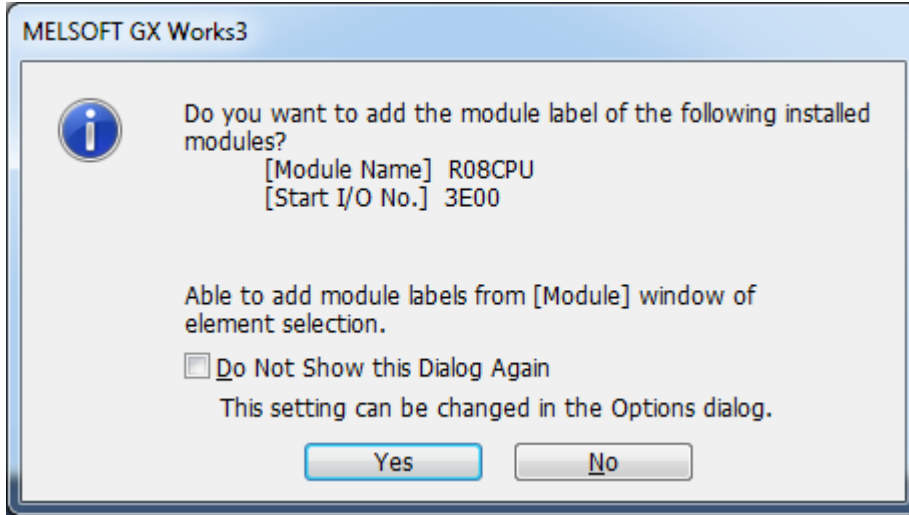 MELSOFT GX Works3
Do you want to add the module label of the following installed
modules?
[Module Name] R08CPU
[Start I/O No.] 3E00
Able to add module labels from [Module] window of
element selection.
Do Not Show this Dialog Again
This setting can be changed in the Options dialog.
Yes No